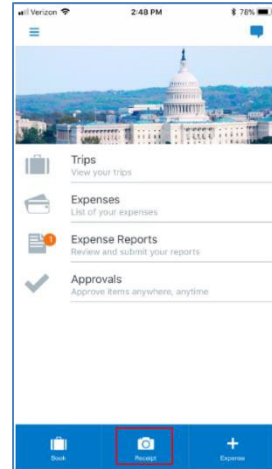 Verizon 2:48 PM 78%
Trips
View your trips
Expenses
List of your expenses
1
Expense Reports
Review and submit your reports
Approvals
Approve items anywhere, anytime
Book Receipt Expense